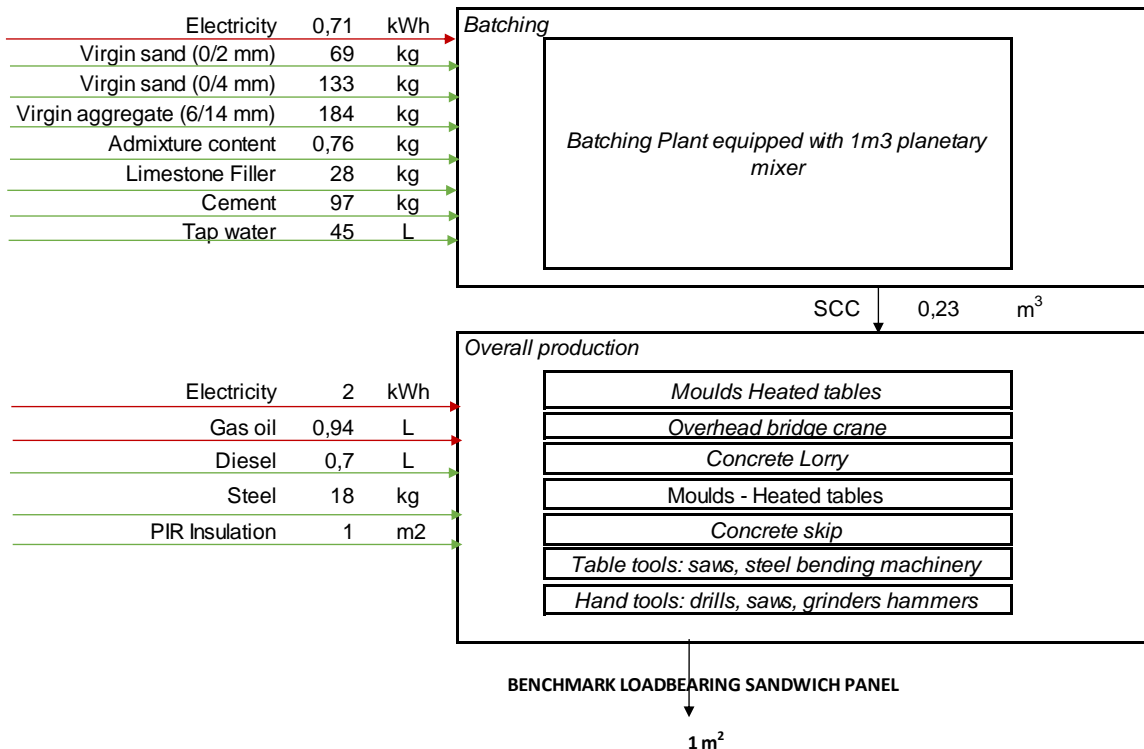 Electricity 0,71 kWh
Batching
Virgin sand (0/2 mm) 69 kg
Virgin sand (0/4 mm) 133 kg
Virgin aggregate (6/14 mm) 184 kg
Admixture content 0,76 kg
Limestone Filler 28 kg
Cement 97 kg
Tap water 45 L
Batching Plant equipped with 1m3 planetary
mixer
SCC 0,23 m³
Overall production
Electricity 2 kWh
Gas oil 0,94 L
Diesel 0,7 L
Steel 18 kg
PIR Insulation 1 m2
Moulds Heated tables
Overhead bridge crane
Concrete Lorry
Moulds - Heated tables
Concrete skip
Table tools: saws, steel bending machinery
Hand tools: drills, saws, grinders hammers
BENCHMARK LOADBEARING SANDWICH PANEL
1 m²